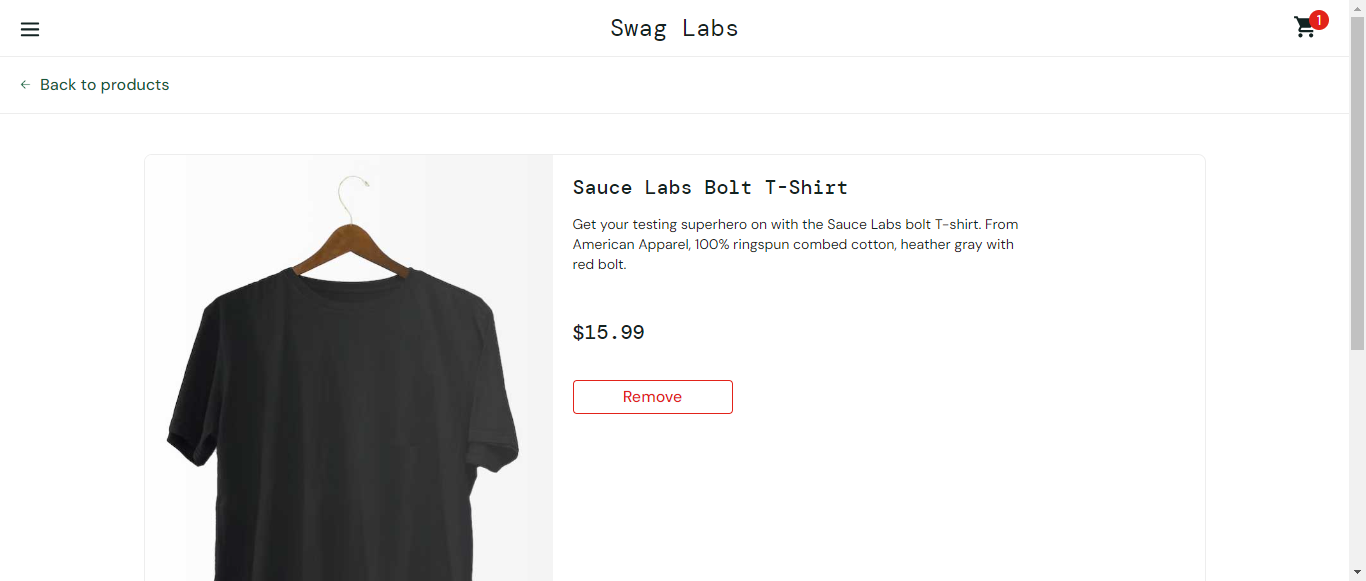 Swag Labs
1
Back to products
Sauce Labs Bolt T-Shirt
Get your testing superhero on with the Sauce Labs bolt T-shirt. From
American Apparel, 100% ringspun combed cotton, heather gray with
red bolt.
$15.99
Remove